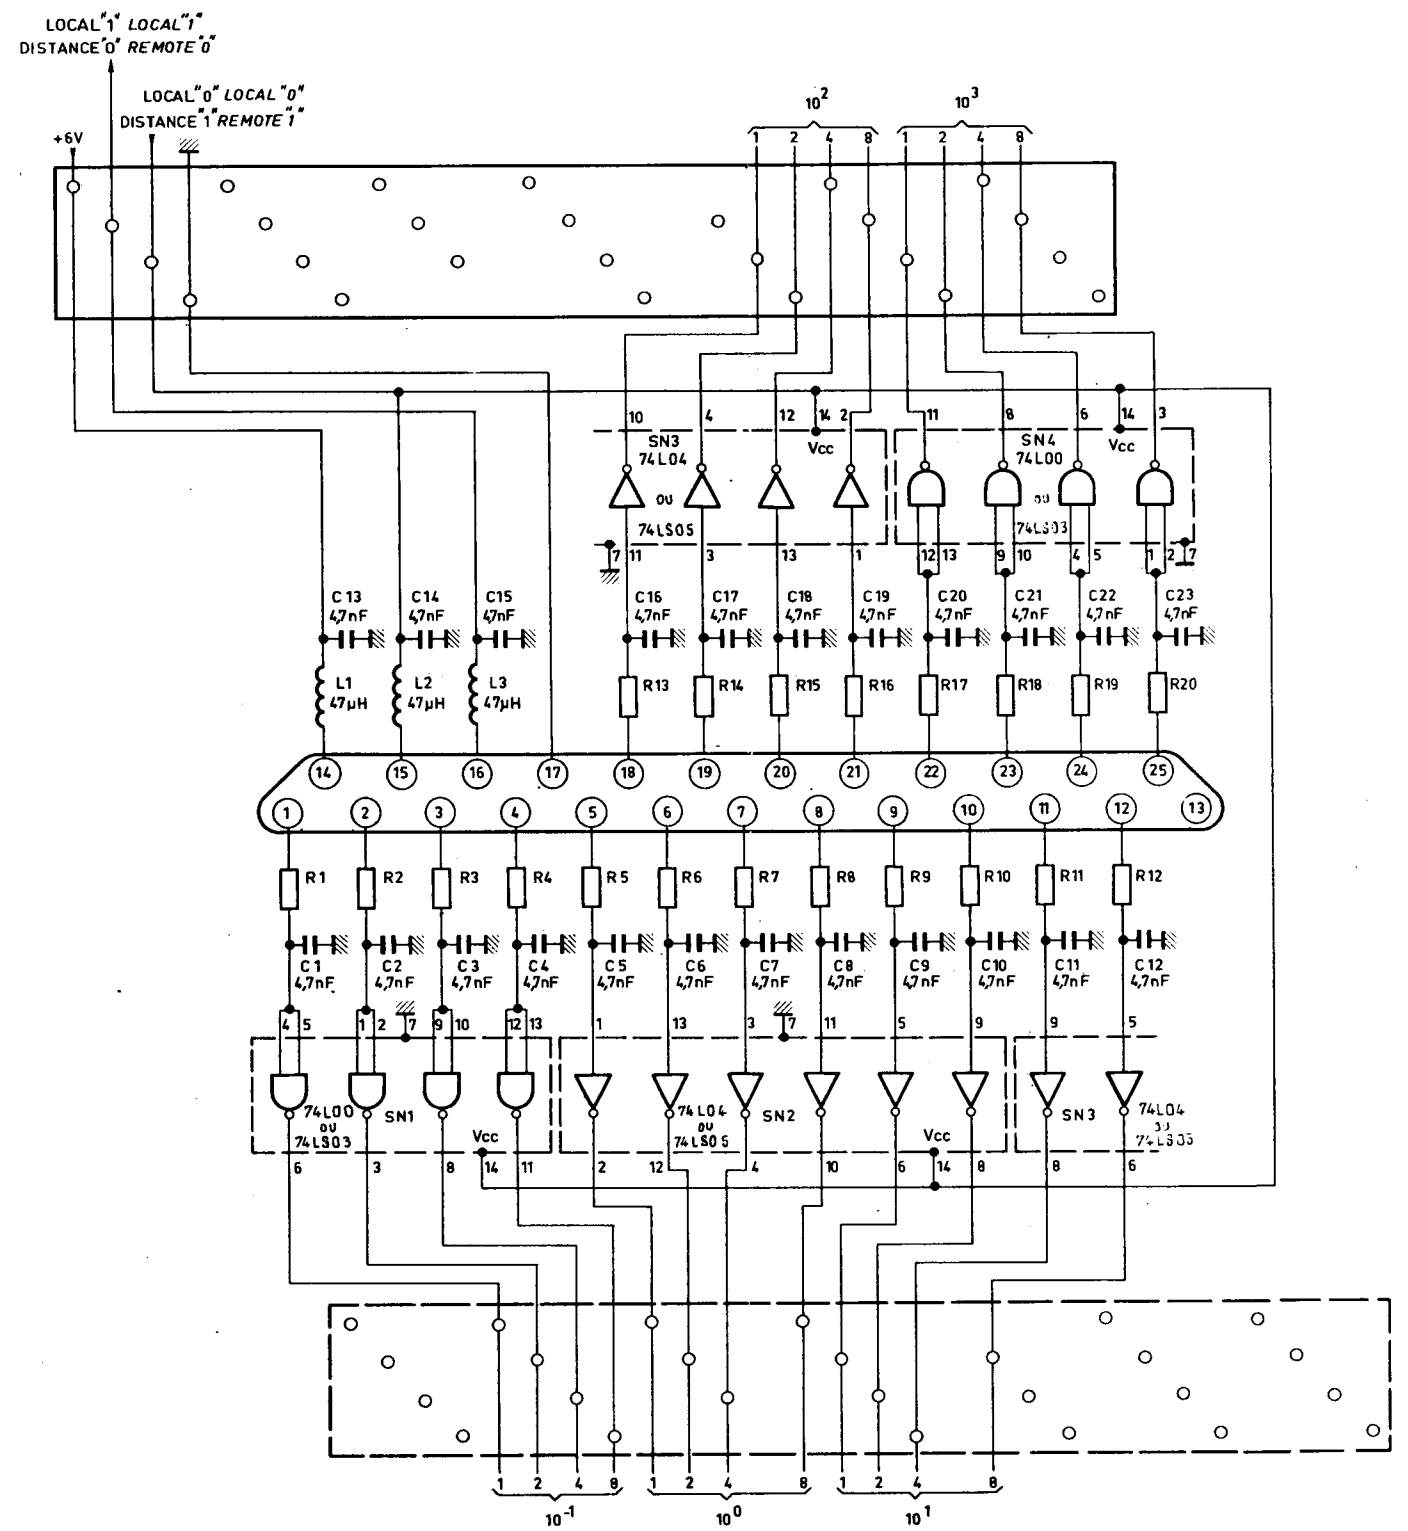 LOCAL"1" LOCAL"1"
DISTANCE"0" REMOTE"0"
LOCAL"0" LOCAL"0"
DISTANCE"1" REMOTE"1"
+6V
10² 10³
1 2 4 8 1 2 4 8
10 4 12 14 2 11 8 6 14 3
SN3 Vcc SN4 Vcc
74L04 74L00
OU OU
74LS05 74LS03
7 11 3 13 1 12 13 9 10 4 5 1 2 7
C13 C14 C15 C16 C17 C18 C19 C20 C21 C22 C23
4,7nF 4,7nF 4,7nF 4,7nF 4,7nF 4,7nF 4,7nF 4,7nF 4,7nF 4,7nF 4,7nF
L1 L2 L3 R13 R14 R15 R16 R17 R18 R19 R20
47µH 47µH 47µH
14 15 16 17 18 19 20 21 22 23 24 25
1 2 3 4 5 6 7 8 9 10 11 12 13
R1 R2 R3 R4 R5 R6 R7 R8 R9 R10 R11 R12
C1 C2 C3 C4 C5 C6 C7 C8 C9 C10 C11 C12
4,7nF 4,7nF 4,7nF 4,7nF 4,7nF 4,7nF 4,7nF 4,7nF 4,7nF 4,7nF 4,7nF 4,7nF
4 5 1 2 7 9 10 12 13 1 13 3 7 11 5 9 9 5
74L00 SN1 74L04 SN2 SN3 74L04
OU OU OU
74LS03 Vcc 74LS05 Vcc 74LS05
6 3 8 14 11 2 12 4 10 6 14 8 8 6
1 2 4 8 1 2 4 8 1 2 4 8
10⁻¹ 10⁰ 10¹